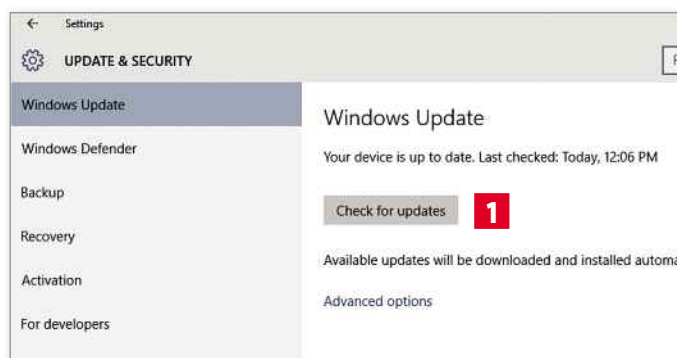 ← Settings
UPDATE & SECURITY
Windows Update
Windows Defender
Backup
Recovery
Activation
For developers
Windows Update
Your device is up to date. Last checked: Today, 12:06 PM
Check for updates 1
Available updates will be downloaded and installed
Advanced options